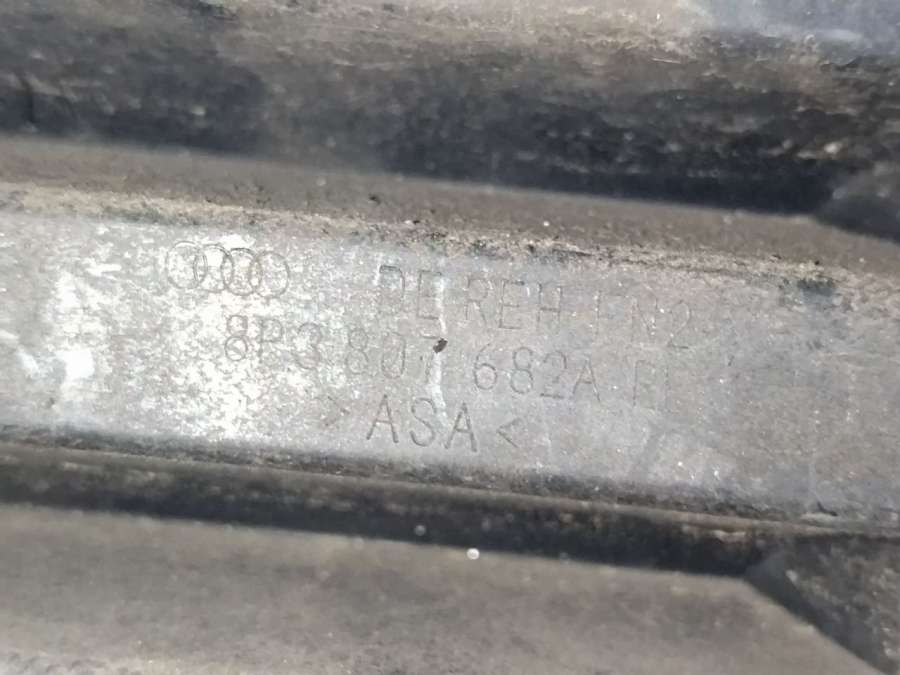 DE REH FN2
8P3 807 682A
> ASA <